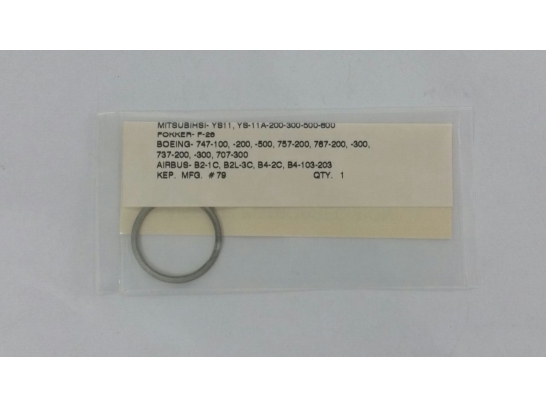 MITSUBIHSI- YS11, YS-11A-200-300-500-600
FOKKER- F-28
BOEING- 747-100, -200, -500, 757-200, 767-200, -300,
737-200, -300, 707-300
AIRBUS- B2-1C, B2L-3C, B4-2C, B4-103-203
KEP. MFG. #79 QTY. 1